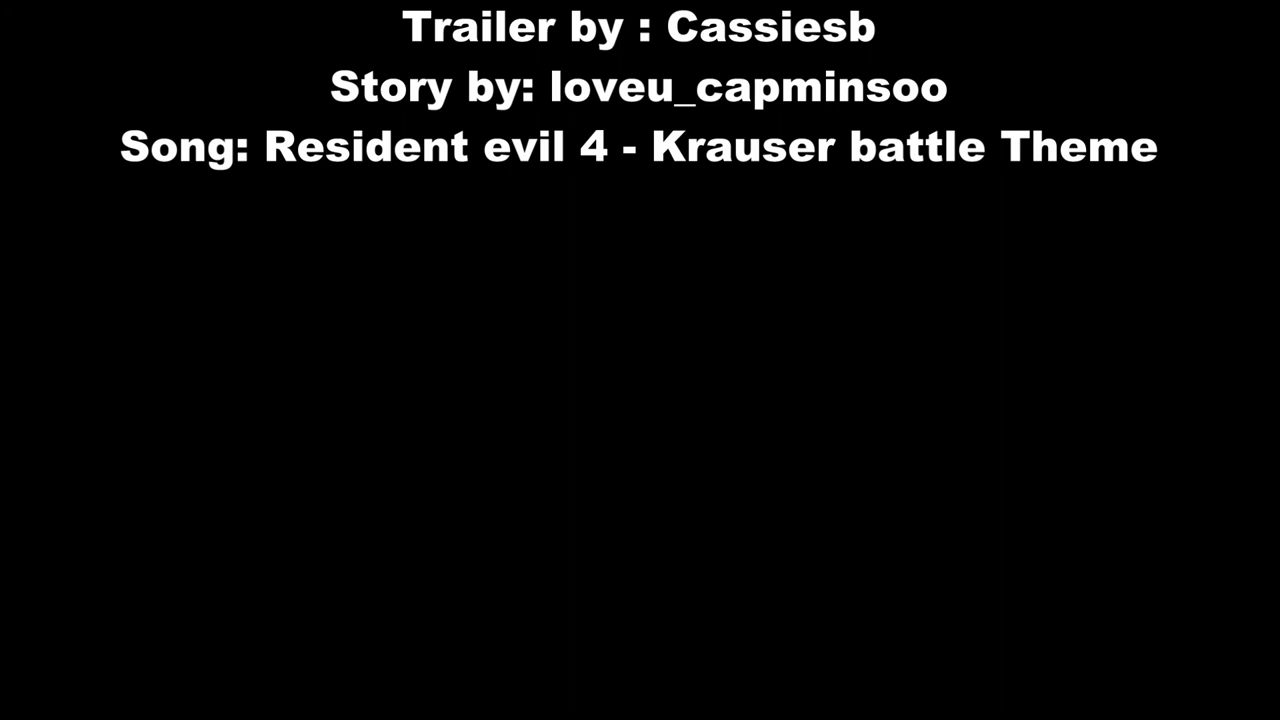 Trailer by : Cassiesb
Story by: loveu_capminsoo
Song: Resident evil 4 - Krauser battle Theme